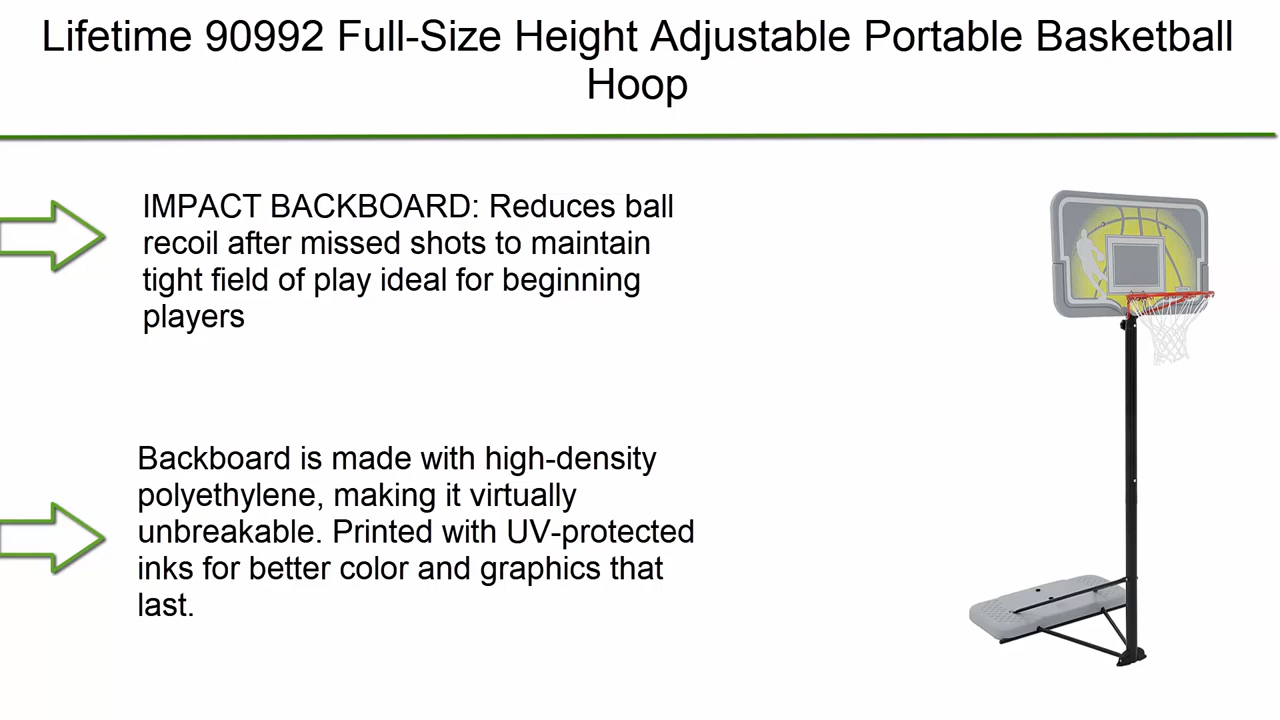 Lifetime 90992 Full-Size Height Adjustable Portable Basketball
Hoop
IMPACT BACKBOARD: Reduces ball
recoil after missed shots to maintain
tight field of play ideal for beginning
players
Backboard is made with high-density
polyethylene, making it virtually
unbreakable. Printed with UV-protected
inks for better color and graphics that
last.